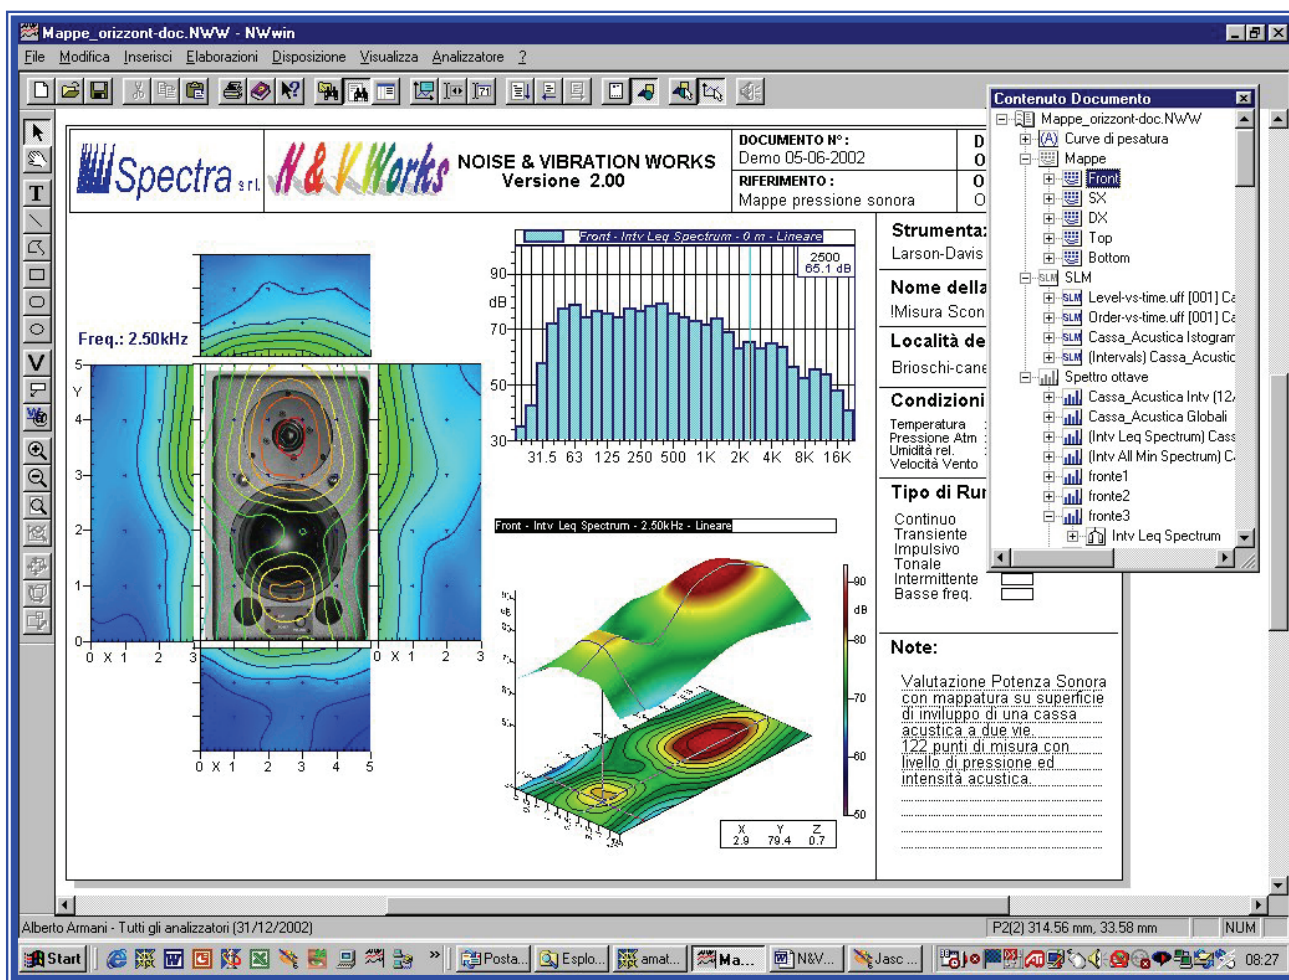 Mappe_orizzont-doc.NWW - NWwin
File Modifica Inserisci Elaborazioni Disposizione Visualizza Analizzatore ?
Spectra s r l.
N & V Works
NOISE & VIBRATION WORKS
Versione 2.00
DOCUMENTO N° :
Demo 05-06-2002
RIFERIMENTO :
Mappe pressione sonora
D
O
O
O
Freq.: 2.50kHz
5
Y
4
3
2
1
0
0 X 1 2 3
0 X 1 2 3
0 X 1 2 3 4 5
Front - Intv Leq Spectrum - 0 m - Lineare
2500
65.1 dB
90
dB
70
50
30
31.5 63 125 250 500 1K 2K 4K 8K 16K
Front - Intv Leq Spectrum - 2.50kHz - Lineare
90
dB
80
70
60
50
X Y Z
2.9 79.4 0.7
Strumenta
Larson-Davis
Nome della
!Misura Scon
Località de
Brioschi-cane
Condizioni
Temperatura :
Pressione Atm :
Umidità rel. :
Velocità Vento
Tipo di Rur
Continuo
Transiente
Impulsivo
Tonale
Intermittente
Basse freq.
Note:
Valutazione Potenza Sonora
con mappatura su superficie
di inviluppo di una cassa
acustica a due vie.
122 punti di misura con
livello di pressione ed
intensità acustica.
Contenuto Documento
Mappe_orizzont-doc.NWW
(A) Curve di pesatura
Mappe
Front
SX
DX
Top
Bottom
SLM SLM
SLM Level-vs-time.uff [001] Ca
SLM Order-vs-time.uff [001] Ca
SLM Cassa_Acustica Istogram
SLM (Intervals) Cassa_Acustic
Spettro ottave
Cassa_Acustica Intv (12/
Cassa_Acustica Globali
(Intv Leq Spectrum) Cass
(Intv All Min Spectrum) C
fronte1
fronte2
fronte3
Intv Leq Spectrum
Alberto Armani - Tutti gli analizzatori (31/12/2002)
P2(2) 314.56 mm, 33.58 mm
NUM
Start
»
Posta...
Esplo...
amat...
Ma...
N&V...
Jasc ...
08:27